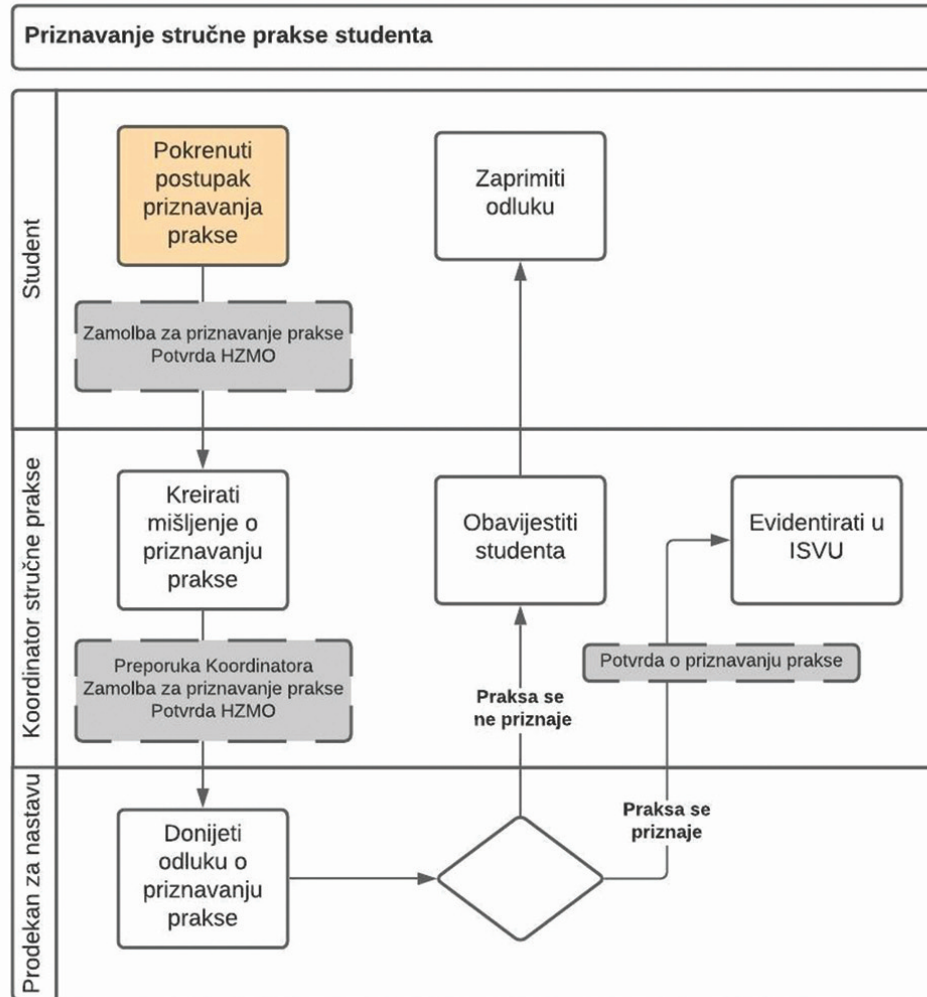 Priznavanje stručne prakse studenta
Student
Pokrenuti
postupak
priznavanja
prakse
Zaprimiti
odluku
Zamolba za priznavanje prakse
Potvrda HZMO
Koordinator stručne prakse
Kreirati
mišljenje o
priznavanju
prakse
Obavijestiti
studenta
Evidentirati u
ISVU
Preporuka Koordinatora
Zamolba za priznavanje prakse
Potvrda HZMO
Potvrda o priznavanju prakse
Praksa se
ne priznaje
Prodekan za nastavu
Donijeti
odluku o
priznavanju
prakse
Praksa se
priznaje